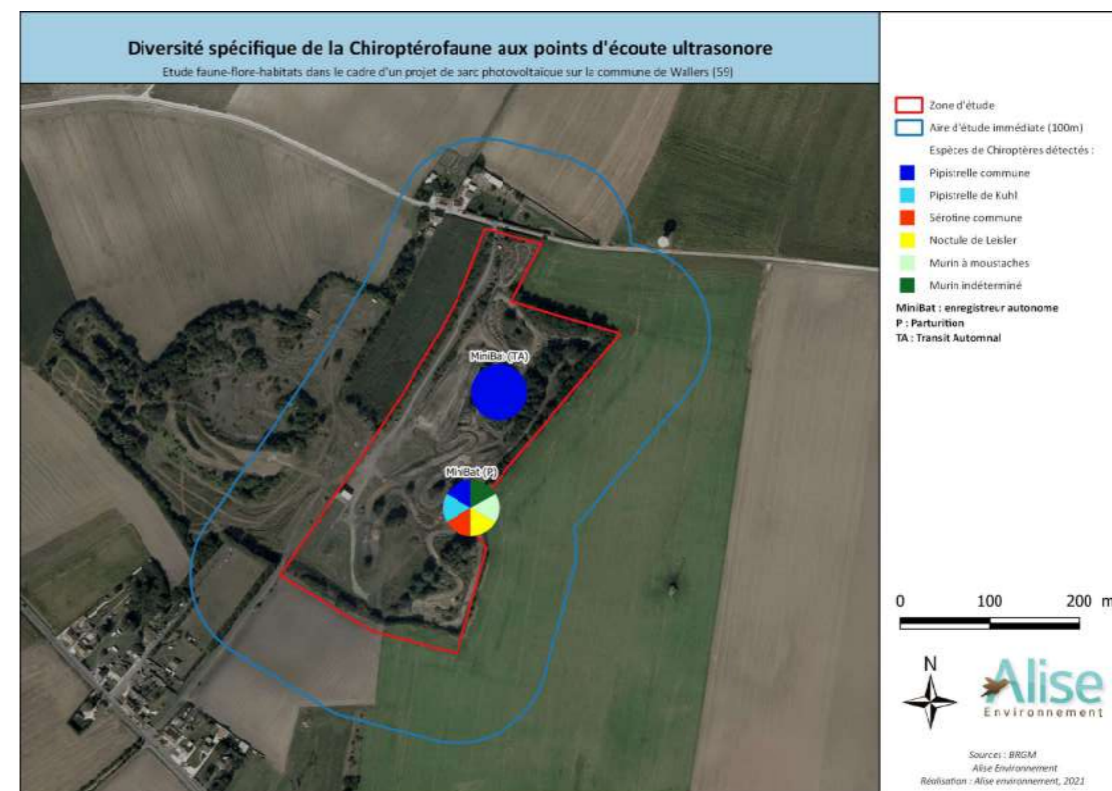 Diversité spécifique de la Chiroptérofaune aux points d'écoute ultrasonore
Etude faune-flore-habitats dans le cadre d'un projet de parc photovoltaïque sur la commune de Wallers (59)
Zone d'étude
Aire d'étude immédiate (100m)
Espèces de Chiroptères détectés :
Pipistrelle commune
Pipistrelle de Kuhl
Sérotine commune
Noctule de Leisler
Murin à moustaches
Murin indéterminé
MiniBat : enregistreur autonome
P : Parturition
TA : Transit Automnal
MiniBat (TA)
MiniBat (P)
0 100 200 m
N
Alise
Environnement
Sources : BRGM
Alise Environnement
Réalisation : Alise environnement, 2021